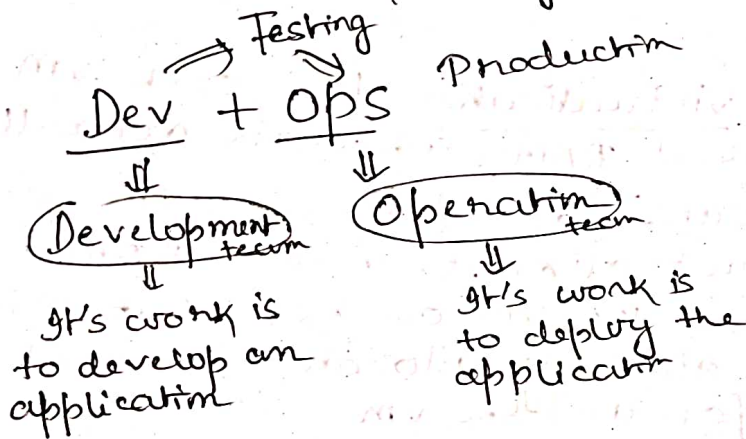 Testing
Production
Dev + Ops
Development team
Operation team
It's work is
to develop an
application
It's work is
to deploy the
application